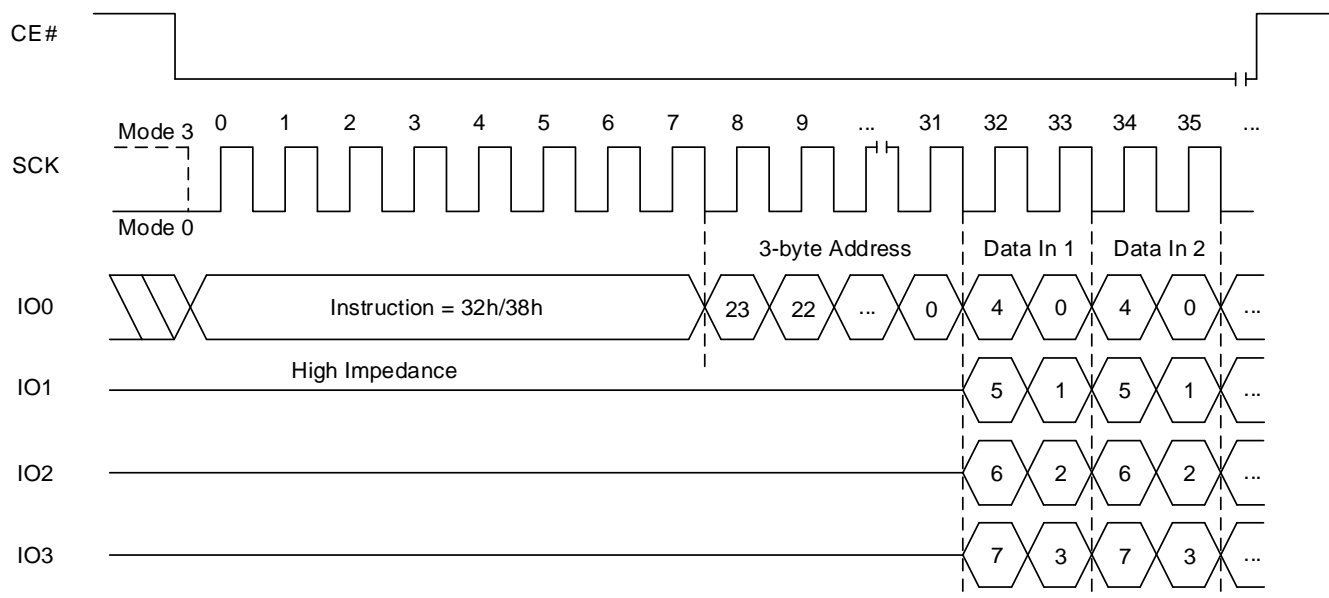 CE#
Mode 3 0 1 2 3 4 5 6 7 8 9 ... 31 32 33 34 35 ...
SCK
Mode 0
3-byte Address Data In 1 Data In 2
IO0 Instruction = 32h/38h 23 22 ... 0 4 0 4 0 ...
High Impedance
IO1 5 1 5 1 ...
IO2 6 2 6 2 ...
IO3 7 3 7 3 ...